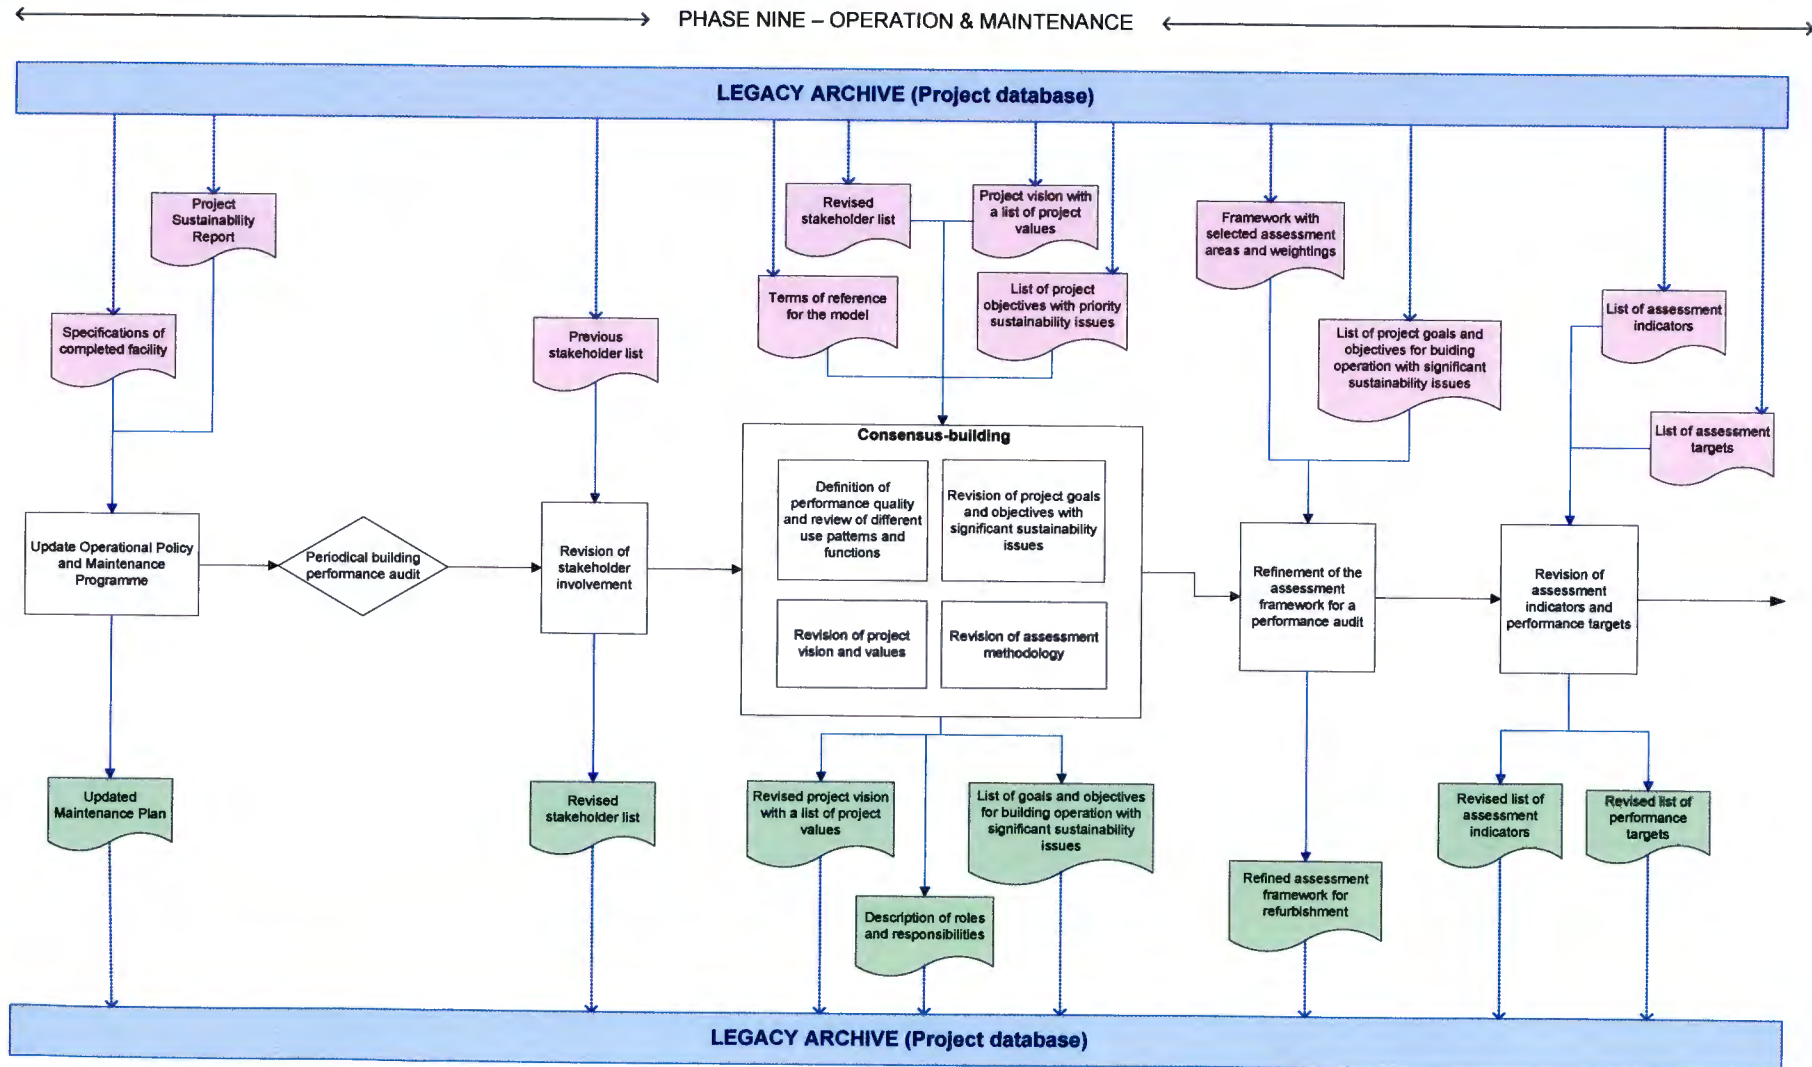 PHASE NINE – OPERATION & MAINTENANCE
LEGACY ARCHIVE (Project database)
Project
Sustainability
Report
Specifications of
completed facility
Previous
stakeholder list
Revised
stakeholder list
Project vision with
a list of project
values
Terms of reference
for the model
List of project
objectives with priority
sustainability issues
Framework with
selected assessment
areas and weightings
List of project goals and
objectives for buiding
operation with significant
sustainability issues
List of assessment
indicators
List of assessment
targets
Update Operational Policy
and Maintenance
Programme
Periodical building
performance audit
Revision of
stakeholder
involvement
Consensus-building
Definition of
performance quality
and review of different
use patterns and
functions
Revision of project goals
and objectives with
significant sustainability
issues
Revision of project
vision and values
Revision of assessment
methodology
Refinement of the
assessment
framework for a
performance audit
Revision of
assessment
indicators and
performance targets
Updated
Maintenance Plan
Revised
stakeholder list
Revised project vision
with a list of project
values
Description of roles
and responsibilities
List of goals and objectives
for building operation with
significant sustainability
issues
Refined assessment
framework for
refurbishment
Revised list of
assessment
indicators
Revised list of
performance
targets
LEGACY ARCHIVE (Project database)